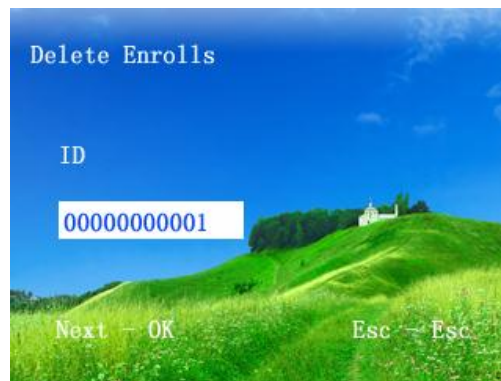 Delete Enrolls
ID
00000000001
Next - OK
Esc - Esc